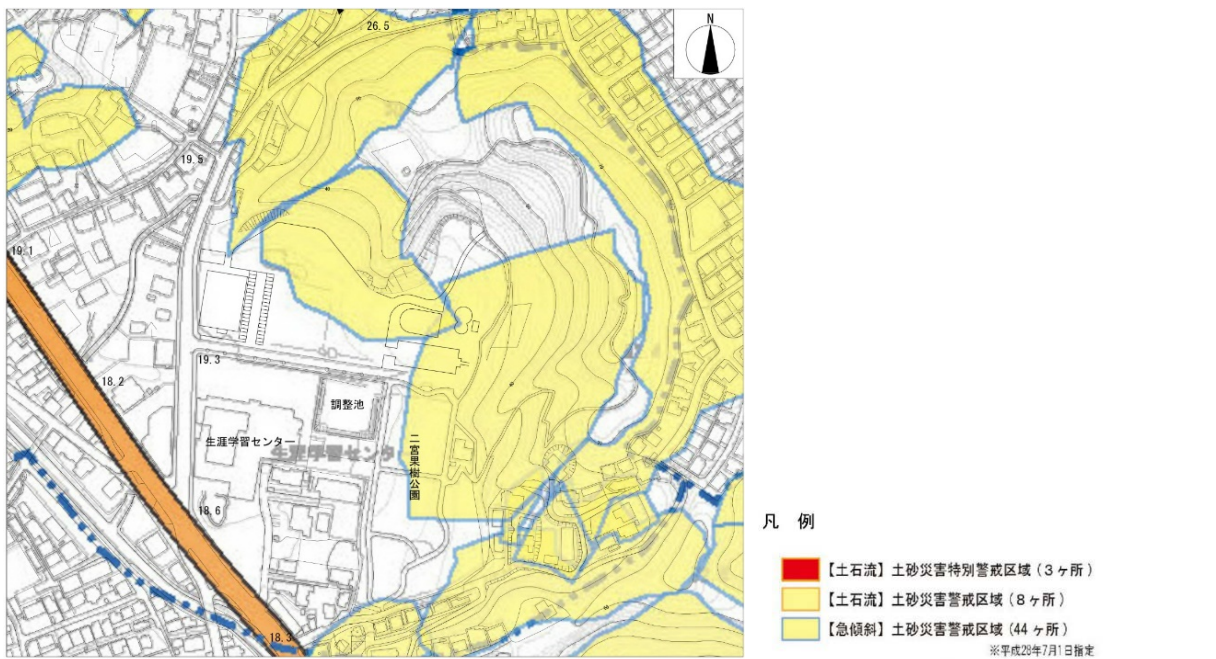 N
26.5
19.5
19.1
19.3
18.2
調整池
生涯学習センター
生涯学習センタ
二宮果樹公園
18.6
18.3
凡 例
【土石流】土砂災害特別警戒区域（３ヶ所）
【土石流】土砂災害警戒区域（８ヶ所）
【急傾斜】土砂災害警戒区域（44ヶ所）
※平成28年7月1日指定